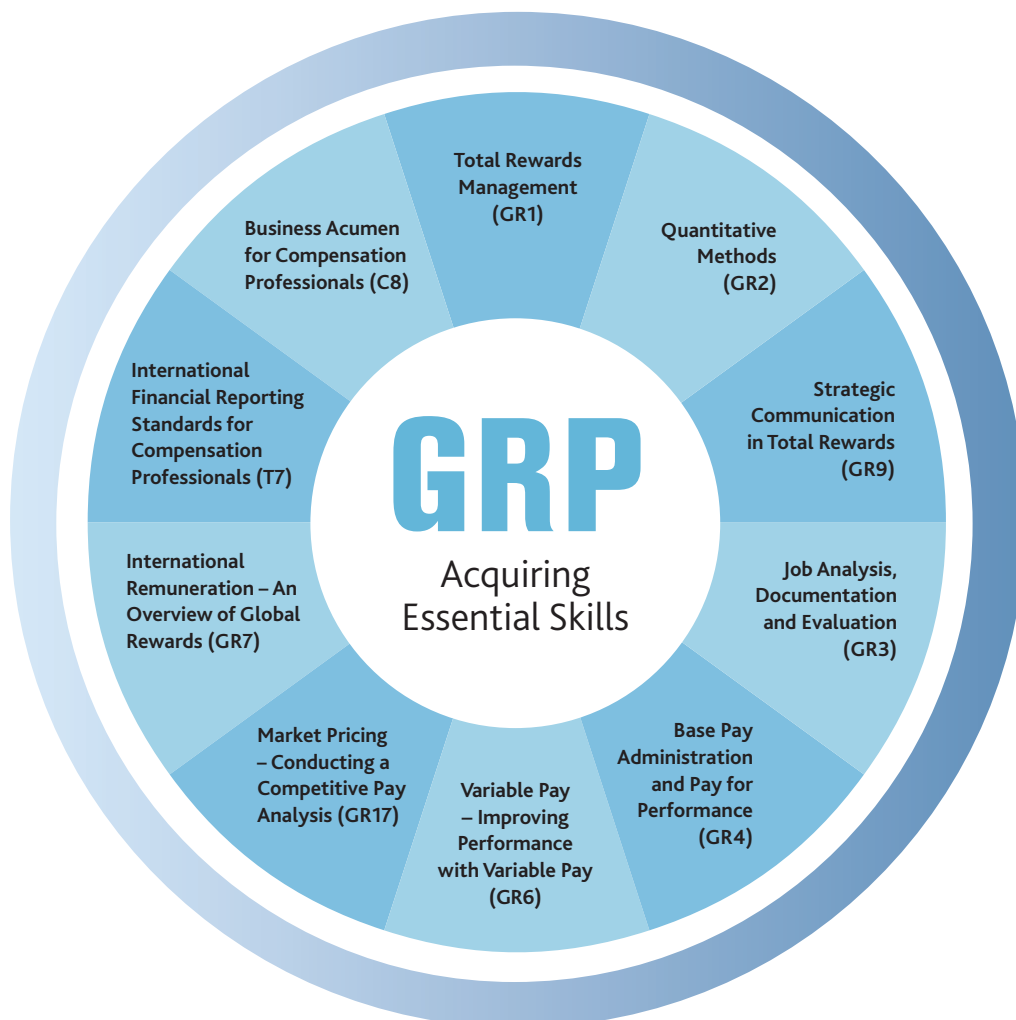 Total Rewards
Management
(GR1)
Quantitative
Methods
(GR2)
Strategic
Communication
in Total Rewards
(GR9)
Job Analysis,
Documentation
and Evaluation
(GR3)
Base Pay
Administration
and Pay for
Performance
(GR4)
Variable Pay
– Improving
Performance
with Variable Pay
(GR6)
Market Pricing
– Conducting a
Competitive Pay
Analysis (GR17)
International
Remuneration – An
Overview of Global
Rewards (GR7)
International
Financial Reporting
Standards for
Compensation
Professionals (T7)
Business Acumen
for Compensation
Professionals (C8)
GRP
Acquiring
Essential Skills